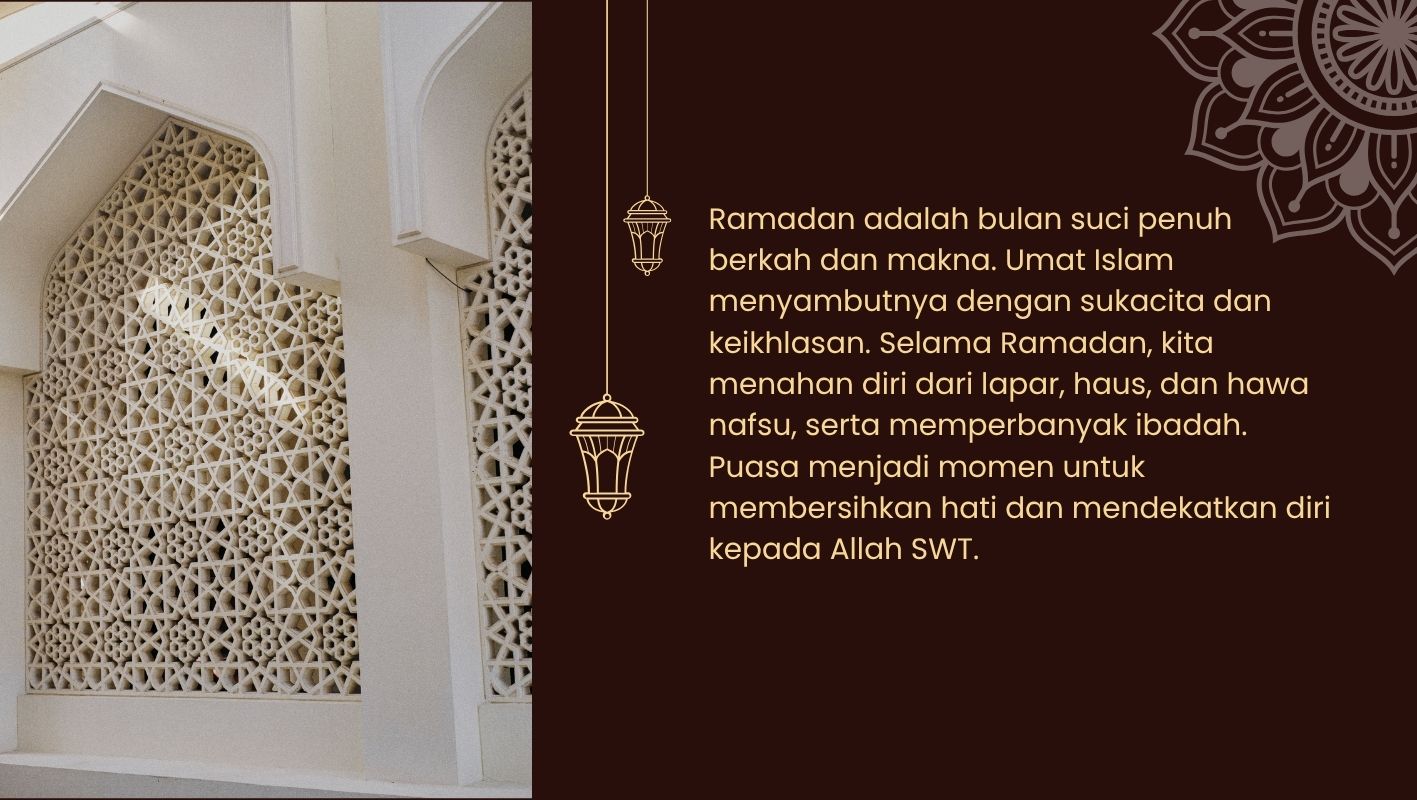 Ramadan adalah bulan suci penuh
berkah dan makna. Umat Islam
menyambutnya dengan sukacita dan
keikhlasan. Selama Ramadan, kita
menahan diri dari lapar, haus, dan hawa
nafsu, serta memperbanyak ibadah.
Puasa menjadi momen untuk
membersihkan hati dan mendekatkan diri
kepada Allah SWT.